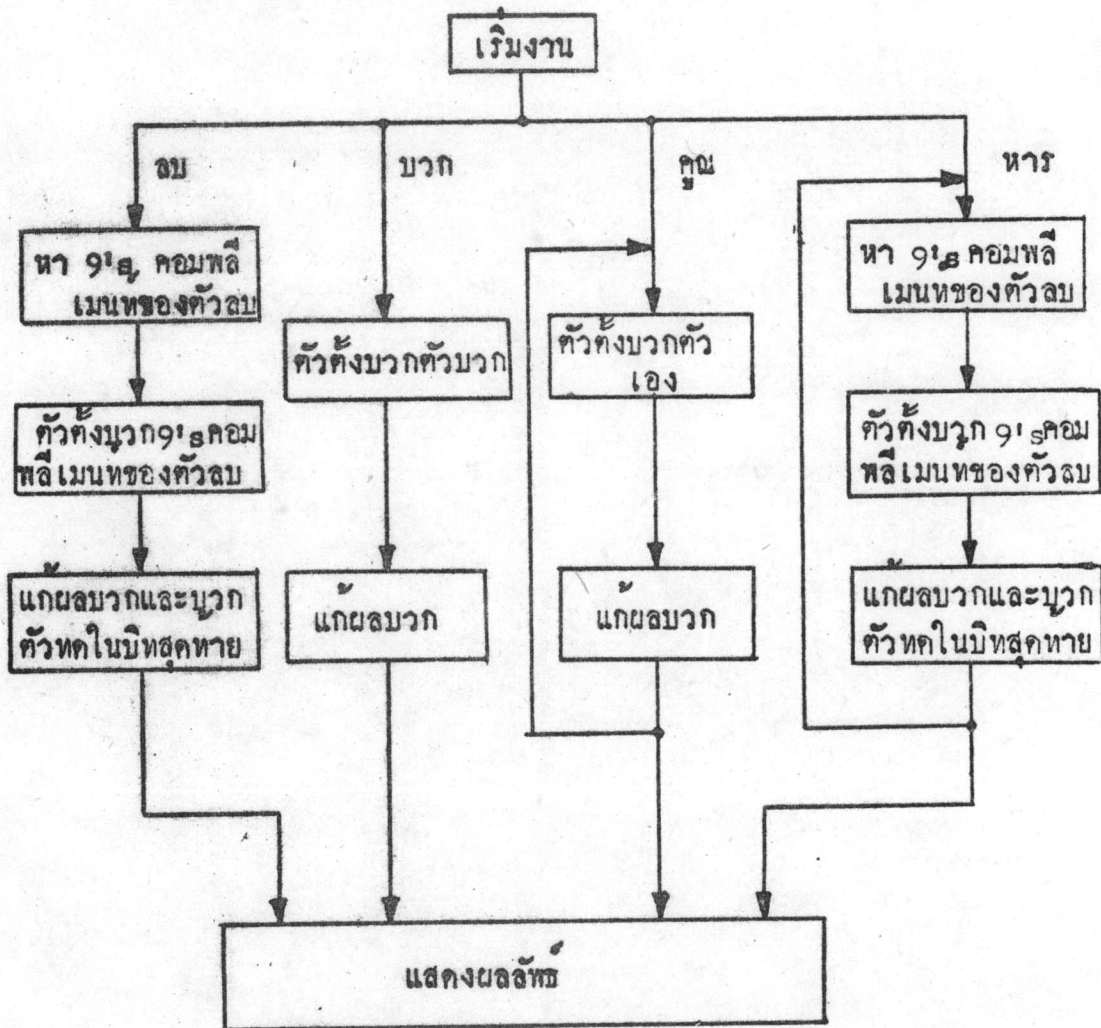 เริ่มงาน
ลบ
บวก
คูณ
หาร
หา 9's คอมพลี
เมนทของตัวลบ
ตัวตั้งบวก9'sคอม
พลีเมนทของตัวลบ
แก้ผลบวกและบวก
ตัวทดในบิทสุดทาย
ตัวตั้งบวกตัวบวก
แก้ผลบวก
ตัวตั้งบวกตัว
เอง
แก้ผลบวก
หา 9's คอมพลี
เมนทของตัวลบ
ตัวตั้งบวก 9'sคอม
พลีเมนทของตัวลบ
แก้ผลบวกและบวก
ตัวทดในบิทสุดทาย
แสดงผลลัพธ์